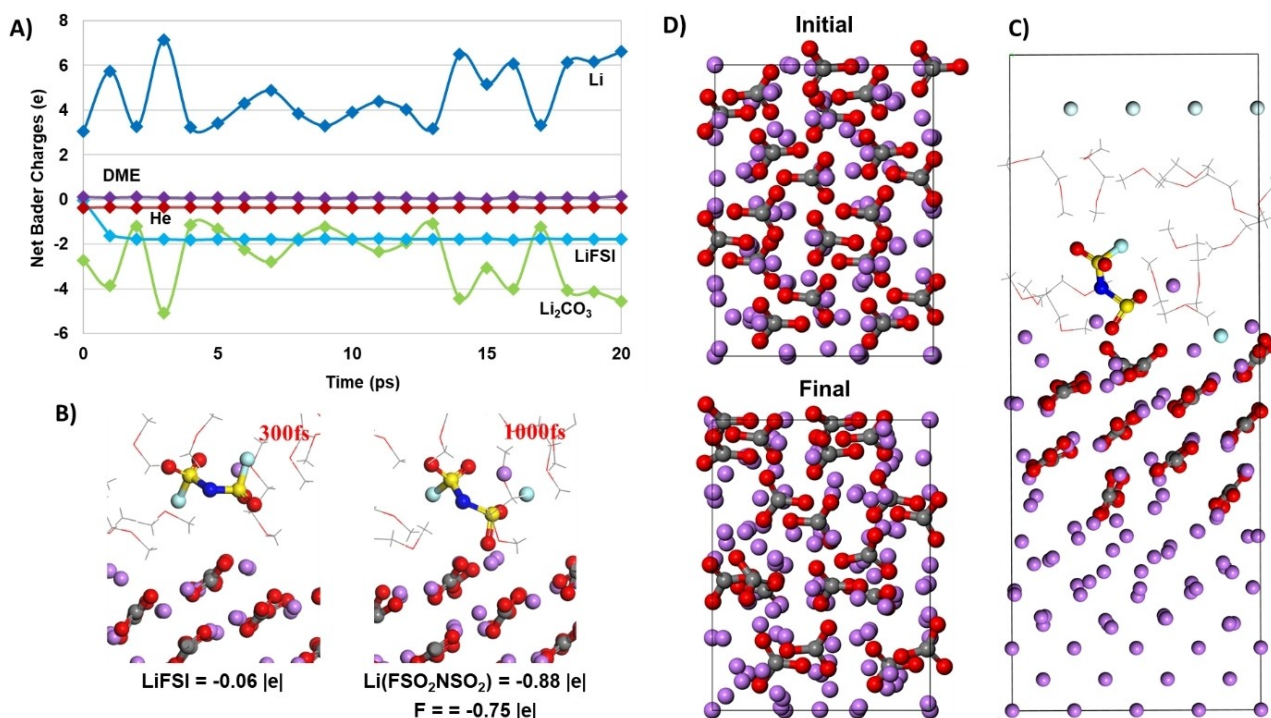 A)
Net Bader Charges (e)
8
6
4
2
0
-2
-4
-6
Li
DME
He
LiFSI
Li₂CO₃
0
5
10
15
20
Time (ps)
B)
300fs
1000fs
LiFSI = -0.06 |e|
Li(FSO₂NSO₂) = -0.88 |e|
F = = -0.75 |e|
D)
Initial
Final
C)